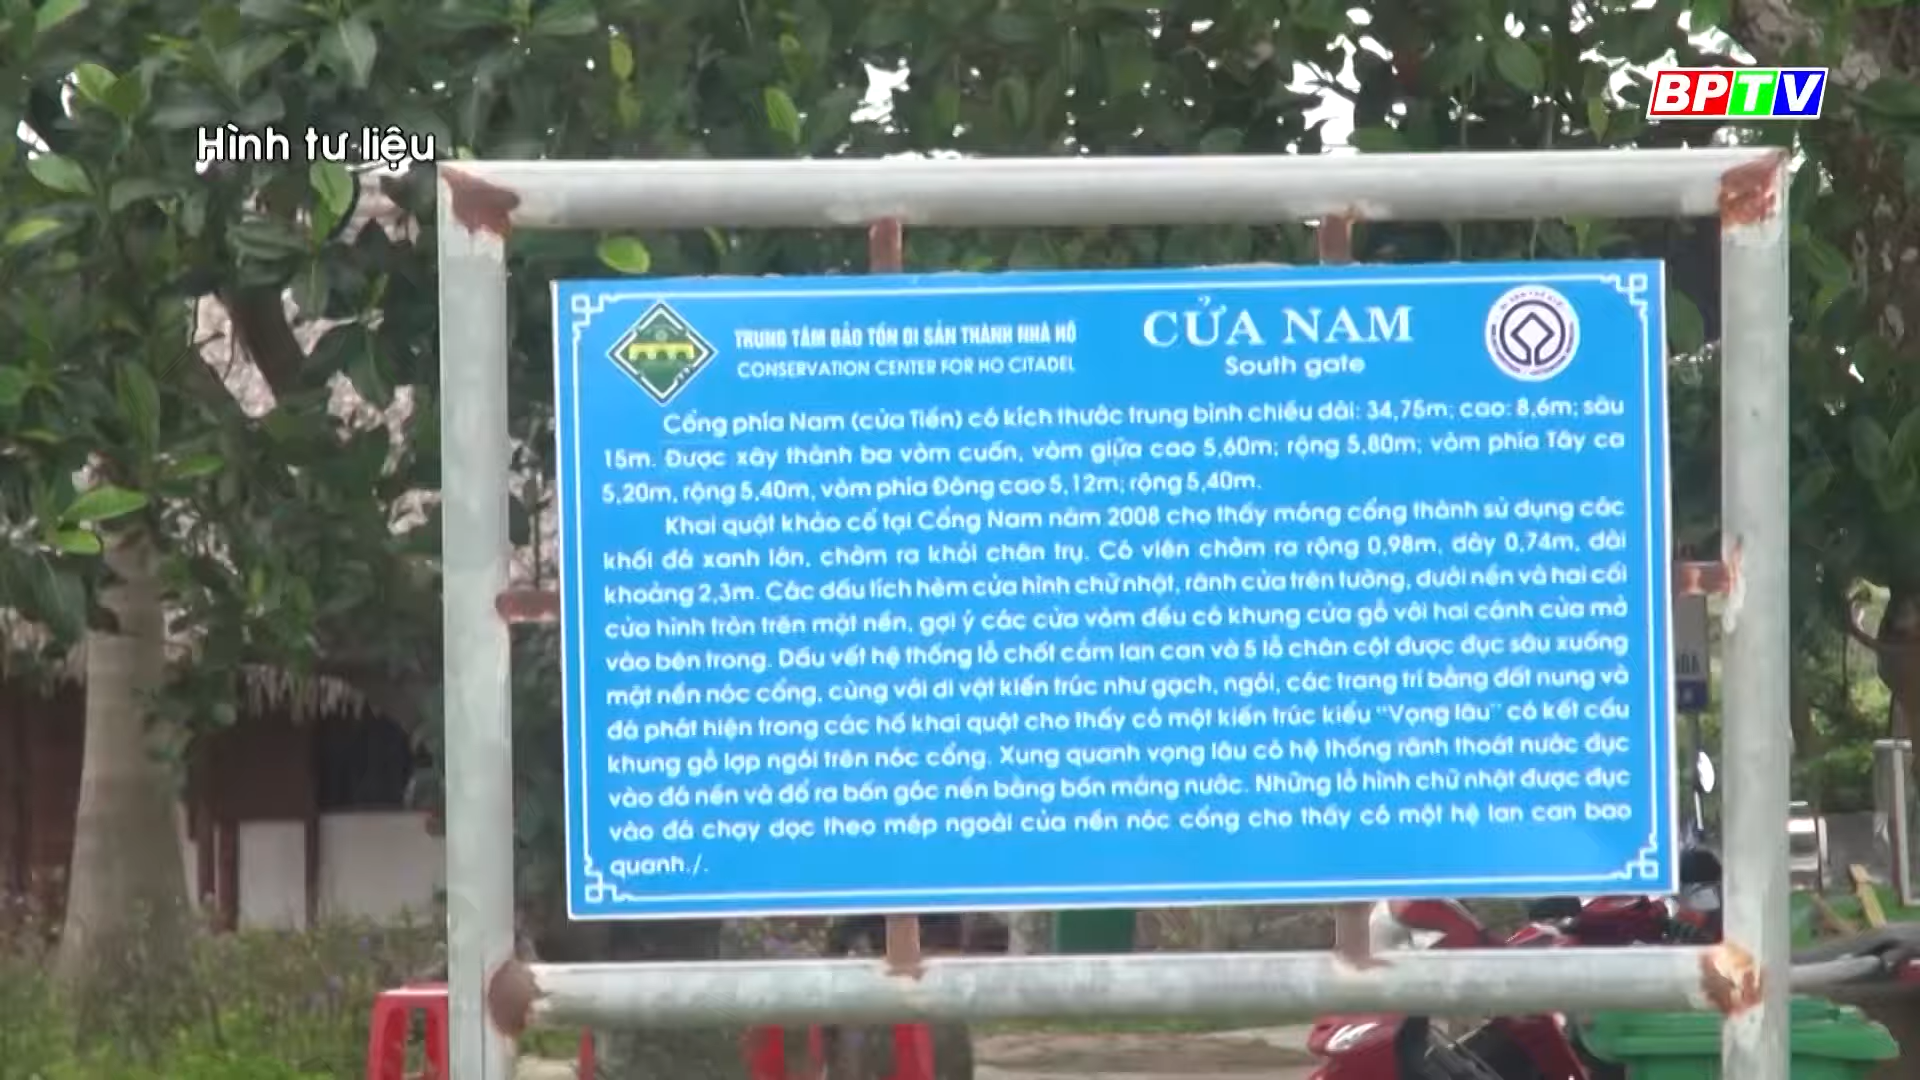 BPTV
Hình tư liệu
TRUNG TÂM BẢO TỒN DI SẢN THÀNH NHÀ HỒ
CONSERVATION CENTER FOR HO CITADEL
CỬA NAM
South gate
Cổng phía Nam (cửa Tiền) có kích thước trung bình chiều dài: 34,75m; cao: 8,6m; sâu
15m. Được xây thành ba vòm cuốn, vòm giữa cao 5,60m; rộng 5,80m; vòm phía Tây ca
5,20m, rộng 5,40m, vòm phía Đông cao 5,12m; rộng 5,40m.
Khai quật khảo cổ tại Cổng Nam năm 2008 cho thấy móng cổng thành sử dụng các
khối đá xanh lớn, chờm ra khỏi chân trụ. Có viên chờm ra rộng 0,98m, dày 0,74m, dài
khoảng 2,3m. Các dấu tích hèm cửa hình chữ nhật, rãnh cửa trên tường, dưới nền và hai cối
cửa hình tròn trên mặt nền, gợi ý các cửa vòm đều có khung cửa gỗ với hai cánh cửa mở
vào bên trong. Dấu vết hệ thống lỗ chốt cắm lan can và 5 lỗ chân cột được đục sâu xuống
mặt nền nóc cổng, cùng với di vật kiến trúc như gạch, ngói, các trang trí bằng đất nung và
đá phát hiện trong các hố khai quật cho thấy có một kiến trúc kiểu "Vọng lâu" có kết cấu
khung gỗ lợp ngói trên nóc cổng. Xung quanh vọng lâu có hệ thống rãnh thoát nước đục
vào đá nền và đổ ra bốn góc nền bằng bốn máng nước. Những lỗ hình chữ nhật được đục
vào đá chạy dọc theo mép ngoài của nền nóc cổng cho thấy có một hệ lan can bao
quanh./.